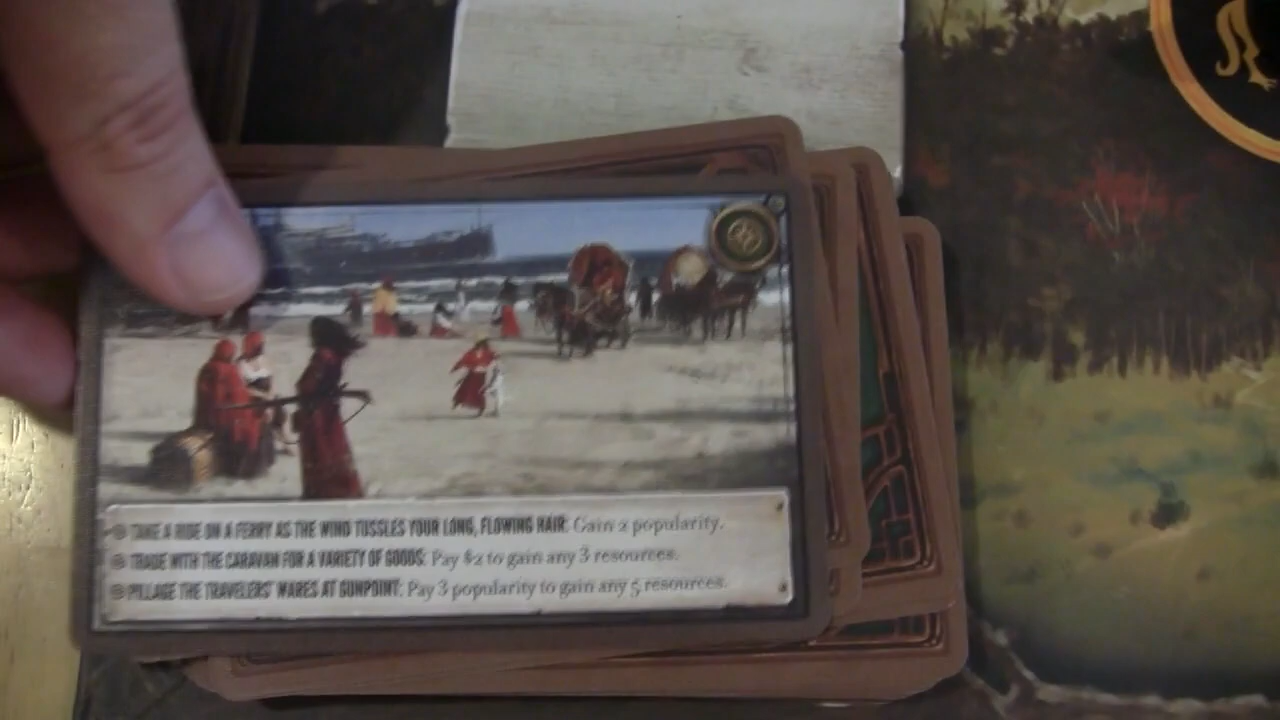 TAKE A RIDE ON A FERRY AS THE WIND TUSSLES YOUR LONG, FLOWING HAIR: Gain 2 popularity.
TRADE WITH THE CARAVAN FOR A VARIETY OF GOODS: Pay $2 to gain any 3 resources.
PILLAGE THE TRAVELERS' WARES AT GUNPOINT: Pay 3 popularity to gain any 5 resources.